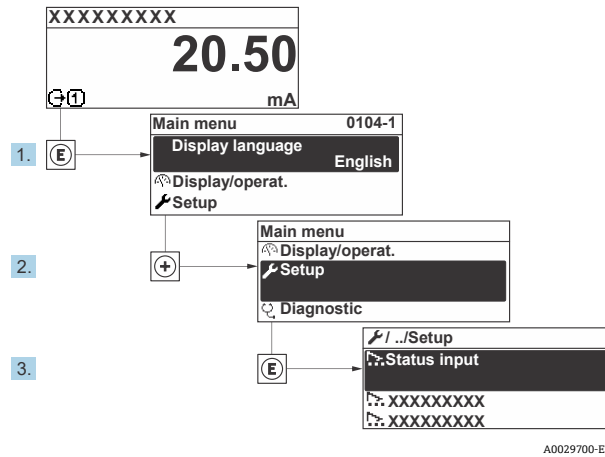 XXXXXXXXX
20.50
1
mA
1.
E
Main menu 0104-1
Display language
English
Display/operat.
Setup
2.
+
Main menu
Display/operat.
Setup
Diagnostic
3.
E
/ ../Setup
Status input
XXXXXXXXX
XXXXXXXXX
A0029700-E